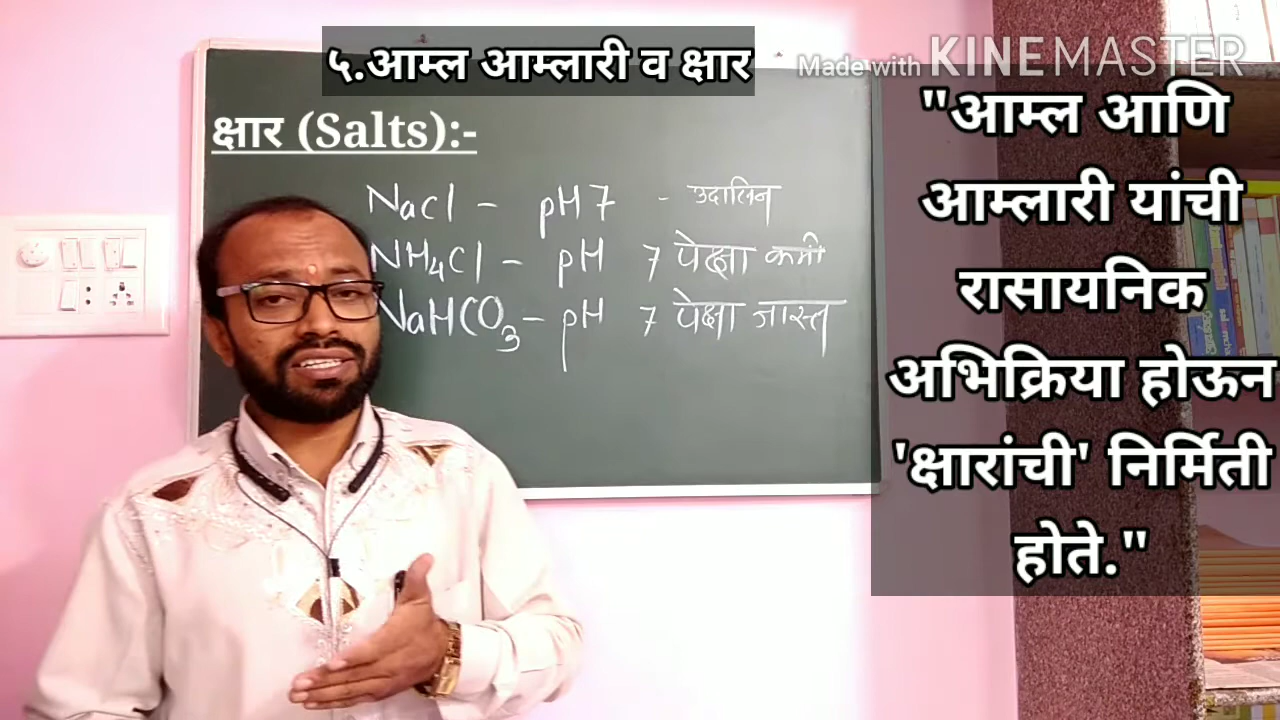 ५.आम्ल आम्लारी व क्षार
Made with KINEMASTER
क्षार (Salts):-
NaCl - pH 7 - उदासिन
NH4Cl - pH 7 पेक्षा कमी
NaHCO3 - pH 7 पेक्षा जास्त
"आम्ल आणि
आम्लारी यांची
रासायनिक
अभिक्रिया होऊन
'क्षारांची' निर्मिती
होते."